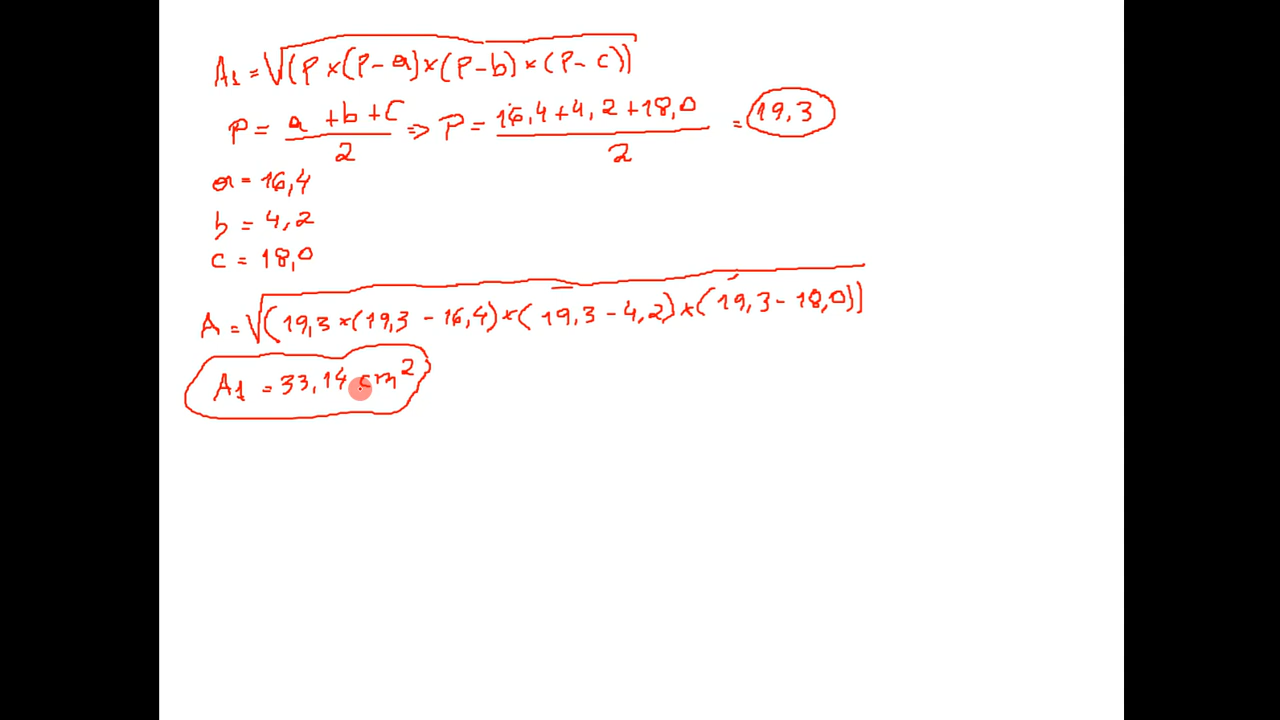 A1 = √(P×(P-a)×(P-b)×(P-c))
P = a+b+c / 2 => P = 16,4+4,2+18,0 / 2 = 19,3
a = 16,4
b = 4,2
c = 18,0
A = √(19,3×(19,3-16,4)×(19,3-4,2)×(19,3-18,0))
A1 = 33,14 cm²